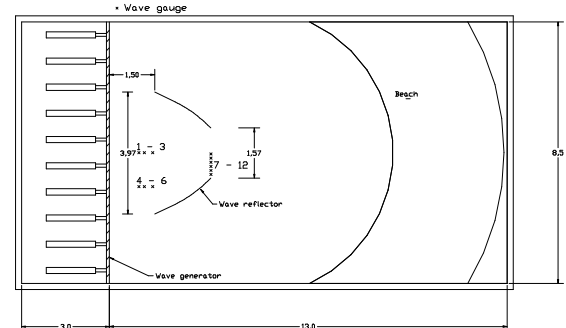 × Wave gauge
1,50
Beach
1 - 3
3,97
1,57
8.5
7 - 12
4 - 6
Wave reflector
Wave generator
3.0
13.0